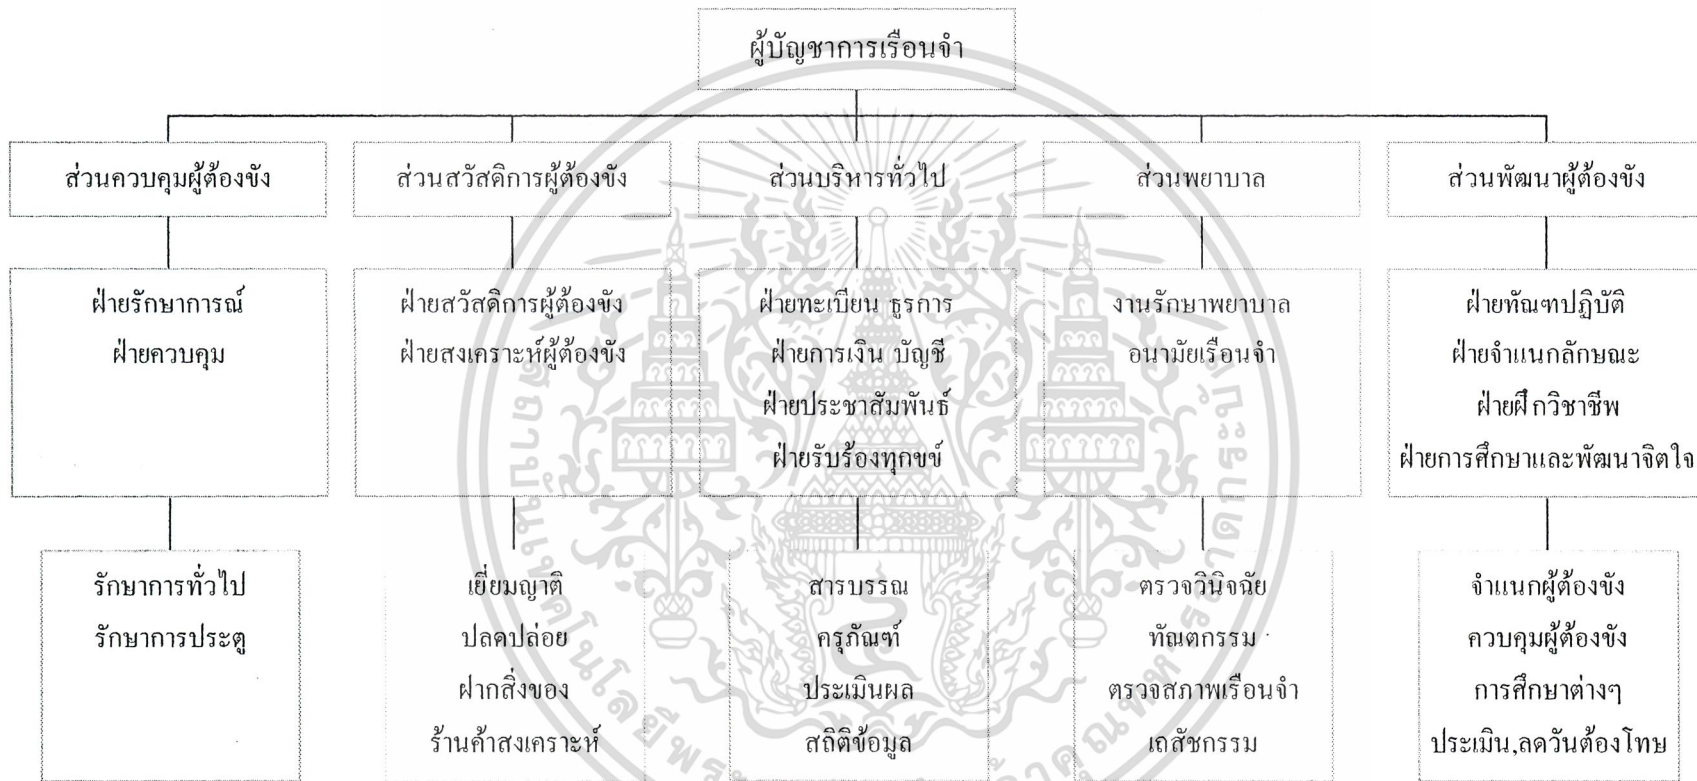 ผู้บัญชาการเรือนจำ
ส่วนควบคุมผู้ต้องขัง
ส่วนสวัสดิการผู้ต้องขัง
ส่วนบริหารทั่วไป
ส่วนพยาบาล
ส่วนพัฒนาผู้ต้องขัง
ฝ่ายรักษาการณ์
ฝ่ายควบคุม
ฝ่ายสวัสดิการผู้ต้องขัง
ฝ่ายสงเคราะห์ผู้ต้องขัง
ฝ่ายทะเบียน ธุรการ
ฝ่ายการเงิน บัญชี
ฝ่ายประชาสัมพันธ์
ฝ่ายรับร้องทุกขข์
งานรักษาพยาบาล
อนามัยเรือนจำ
ฝ่ายทัณฑปฏิบัติ
ฝ่ายจำแนกลักษณะ
ฝ่ายฝึกวิชาชีพ
ฝ่ายการศึกษาและพัฒนาจิตใจ
รักษาการทั่วไป
รักษาการประตู
เยี่ยมญาติ
ปลดปล่อย
ฝากสิ่งของ
ร้านค้าสงเคราะห์
สารบรรณ
ครุภัณฑ์
ประเมินผล
สถิติข้อมูล
ตรวจวินิจฉัย
ทัณตกรรม
ตรวจสภาพเรือนจำ
เถสัชกรรม
จำแนกผู้ต้องขัง
ควบคุมผู้ต้องขัง
การศึกษาต่างๆ
ประเมิน,ลดวันต้องโทษ